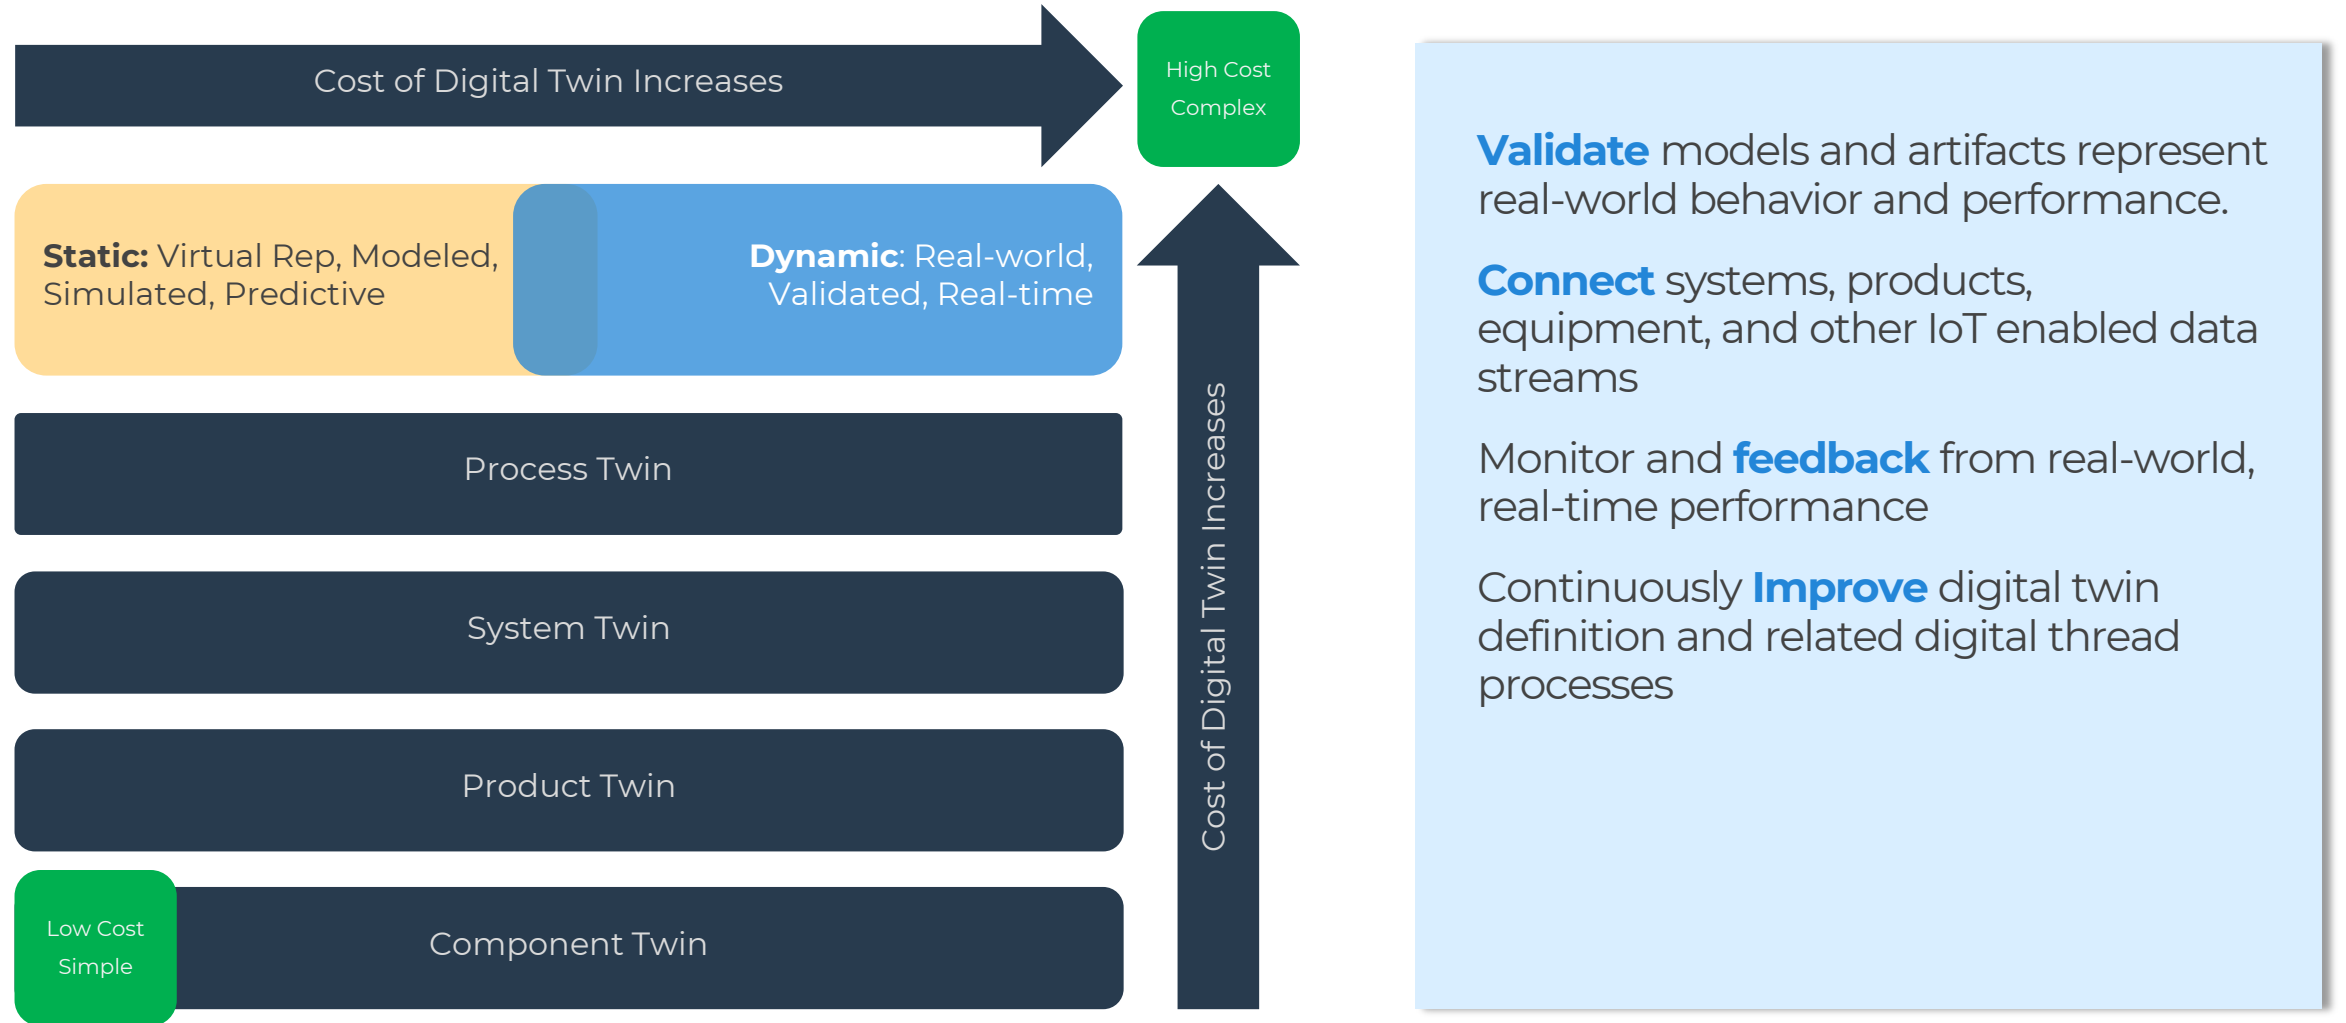 Cost of Digital Twin Increases
High Cost
Complex
Static: Virtual Rep, Modeled,
Simulated, Predictive
Dynamic: Real-world,
Validated, Real-time
Process Twin
System Twin
Product Twin
Low Cost
Simple
Component Twin
Cost of Digital Twin Increases
Validate models and artifacts represent
real-world behavior and performance.
Connect systems, products,
equipment, and other IoT enabled data
streams
Monitor and feedback from real-world,
real-time performance
Continuously Improve digital twin
definition and related digital thread
processes